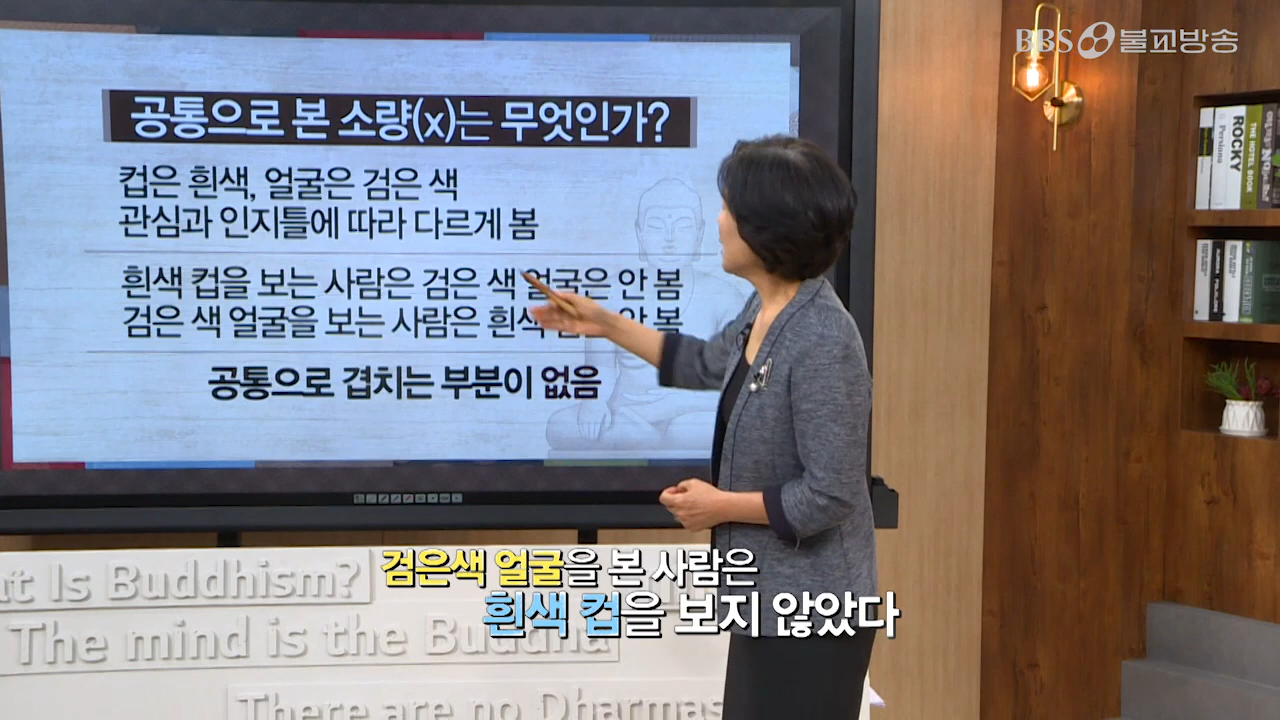 BBS 불교방송
공통으로 본 소량(x)는 무엇인가?
컵은 흰색, 얼굴은 검은 색
관심과 인지틀에 따라 다르게 봄
흰색 컵을 보는 사람은 검은 색 얼굴은 안 봄
검은 색 얼굴을 보는 사람은 흰색 안 봄
공통으로 겹치는 부분이 없음
ROCKY
THE HOTEL BOOK
Persiana
검은색 얼굴을 본 사람은
흰색 컵을 보지 않았다
Is Buddhism?
The mind is the Buddha
There are no Dharmas